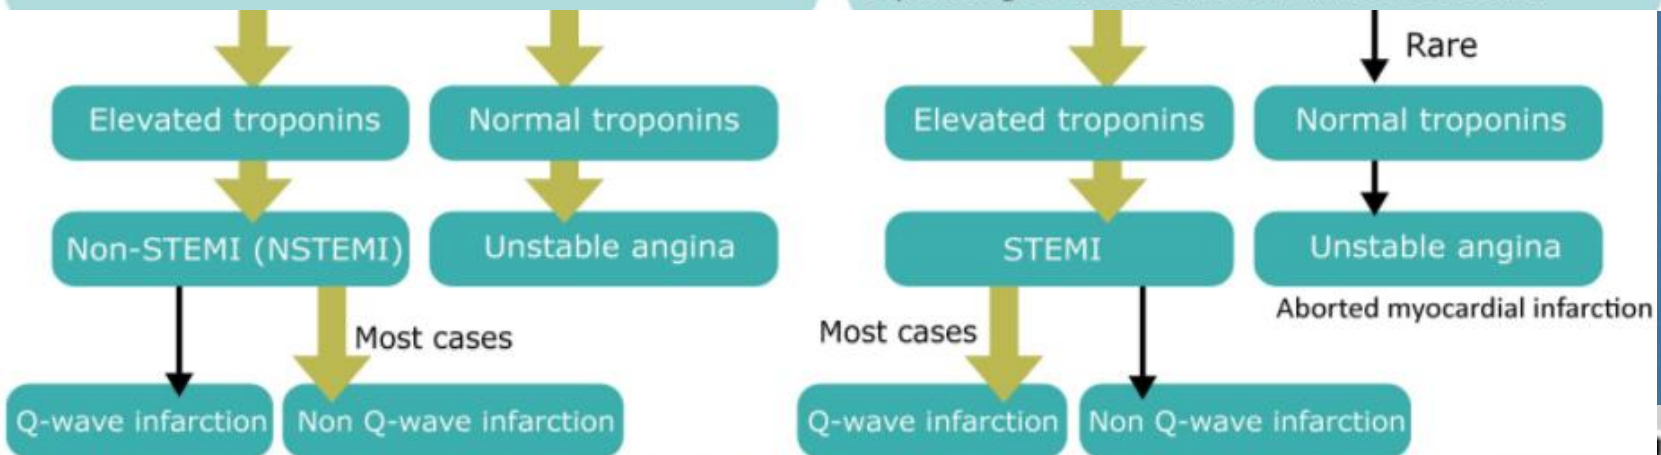 Rare
Elevated troponins
Normal troponins
Elevated troponins
Normal troponins
Non-STEMI (NSTEMI)
Unstable angina
STEMI
Unstable angina
Aborted myocardial infarction
Most cases
Most cases
Q-wave infarction
Non Q-wave infarction
Q-wave infarction
Non Q-wave infarction